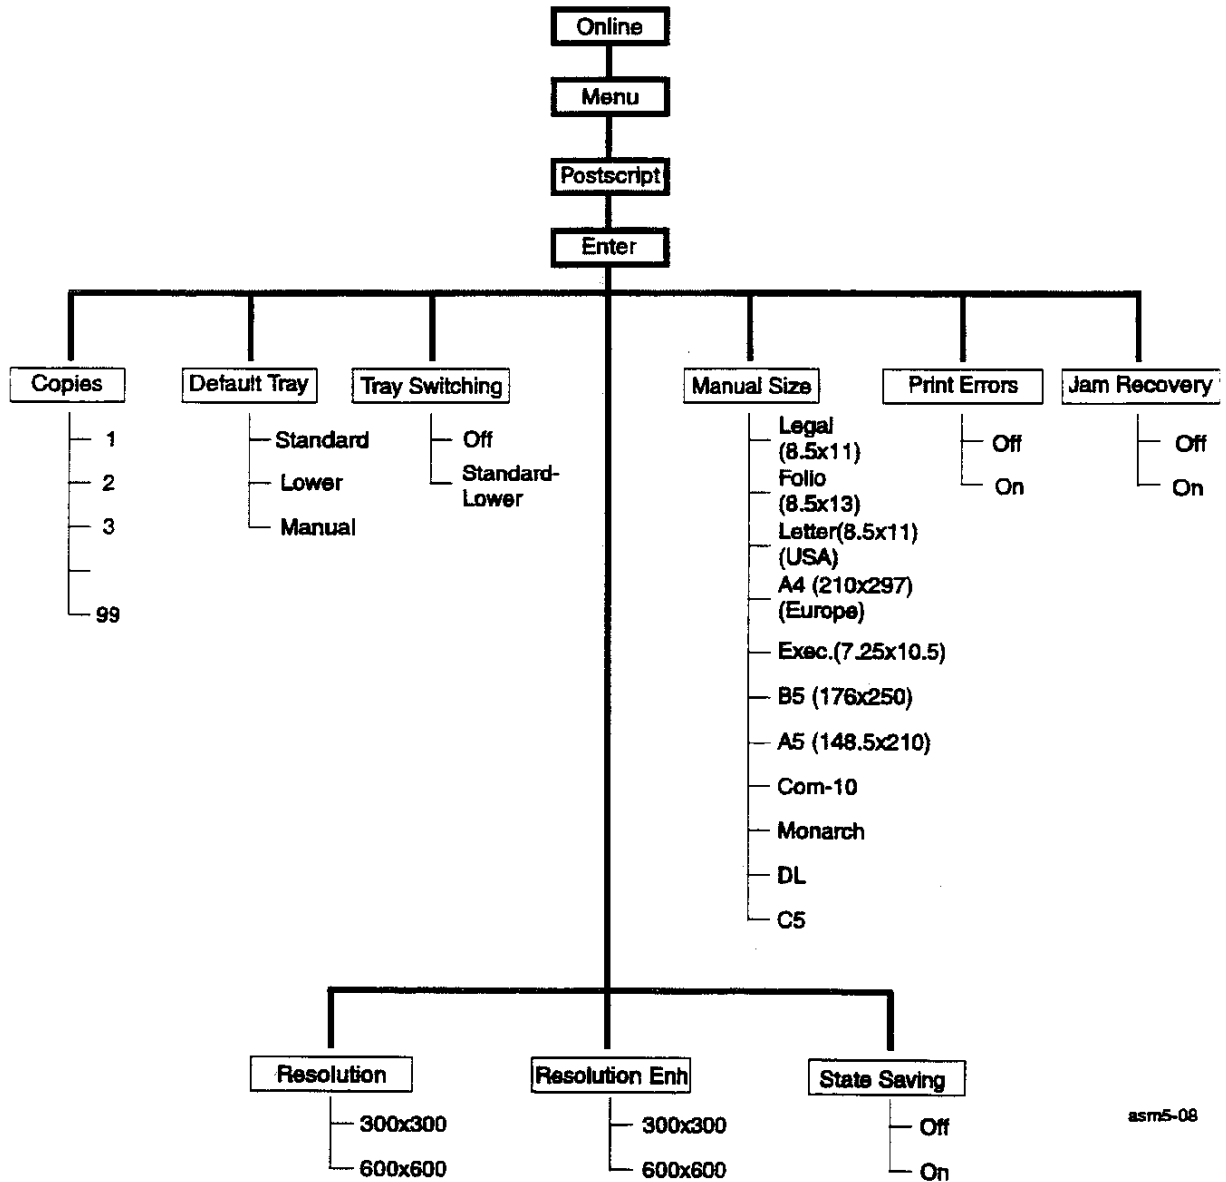 Online
Menu
Postscript
Enter
Copies
1
2
3
99
Default Tray
Standard
Lower
Manual
Tray Switching
Off
Standard-
Lower
Manual Size
Legal
(8.5x11)
Folio
(8.5x13)
Letter(8.5x11)
(USA)
A4 (210x297)
(Europe)
Exec.(7.25x10.5)
B5 (176x250)
A5 (148.5x210)
Com-10
Monarch
DL
C5
Print Errors
Off
On
Jam Recovery
Off
On
Resolution
300x300
600x600
Resolution Enh
300x300
600x600
State Saving
Off
On
asm5-08